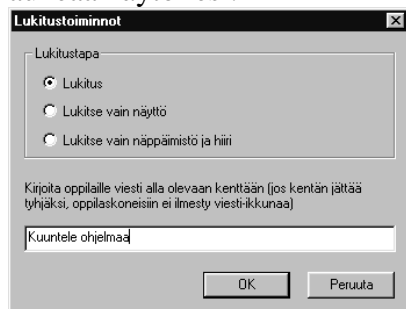 Lukitustoiminnot
Lukitustapa
Lukitus
Lukitse vain näyttö
Lukitse vain näppäimistö ja hiiri
Kirjoita oppilaille viesti alla olevaan kenttään (jos kentän jättää
tyhjäksi, oppilaskoneisiin ei ilmesty viesti-ikkunaa)
Kuuntele ohjelmaa
OK
Peruuta